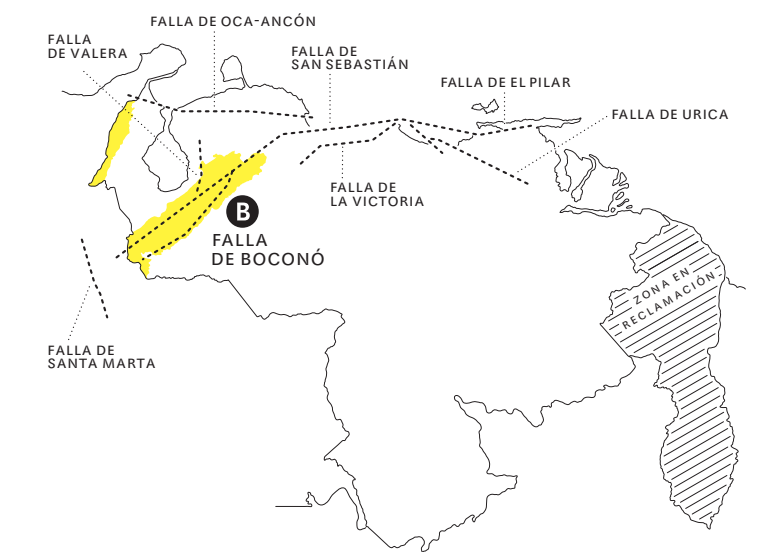 FALLA DE OCA-ANCÓN
FALLA
DE VALERA
FALLA DE
SAN SEBASTIÁN
FALLA DE EL PILAR
FALLA DE URICA
FALLA DE
LA VICTORIA
B
FALLA
DE BOCONÓ
ZONA EN
RECLAMACIÓN
FALLA DE
SANTA MARTA